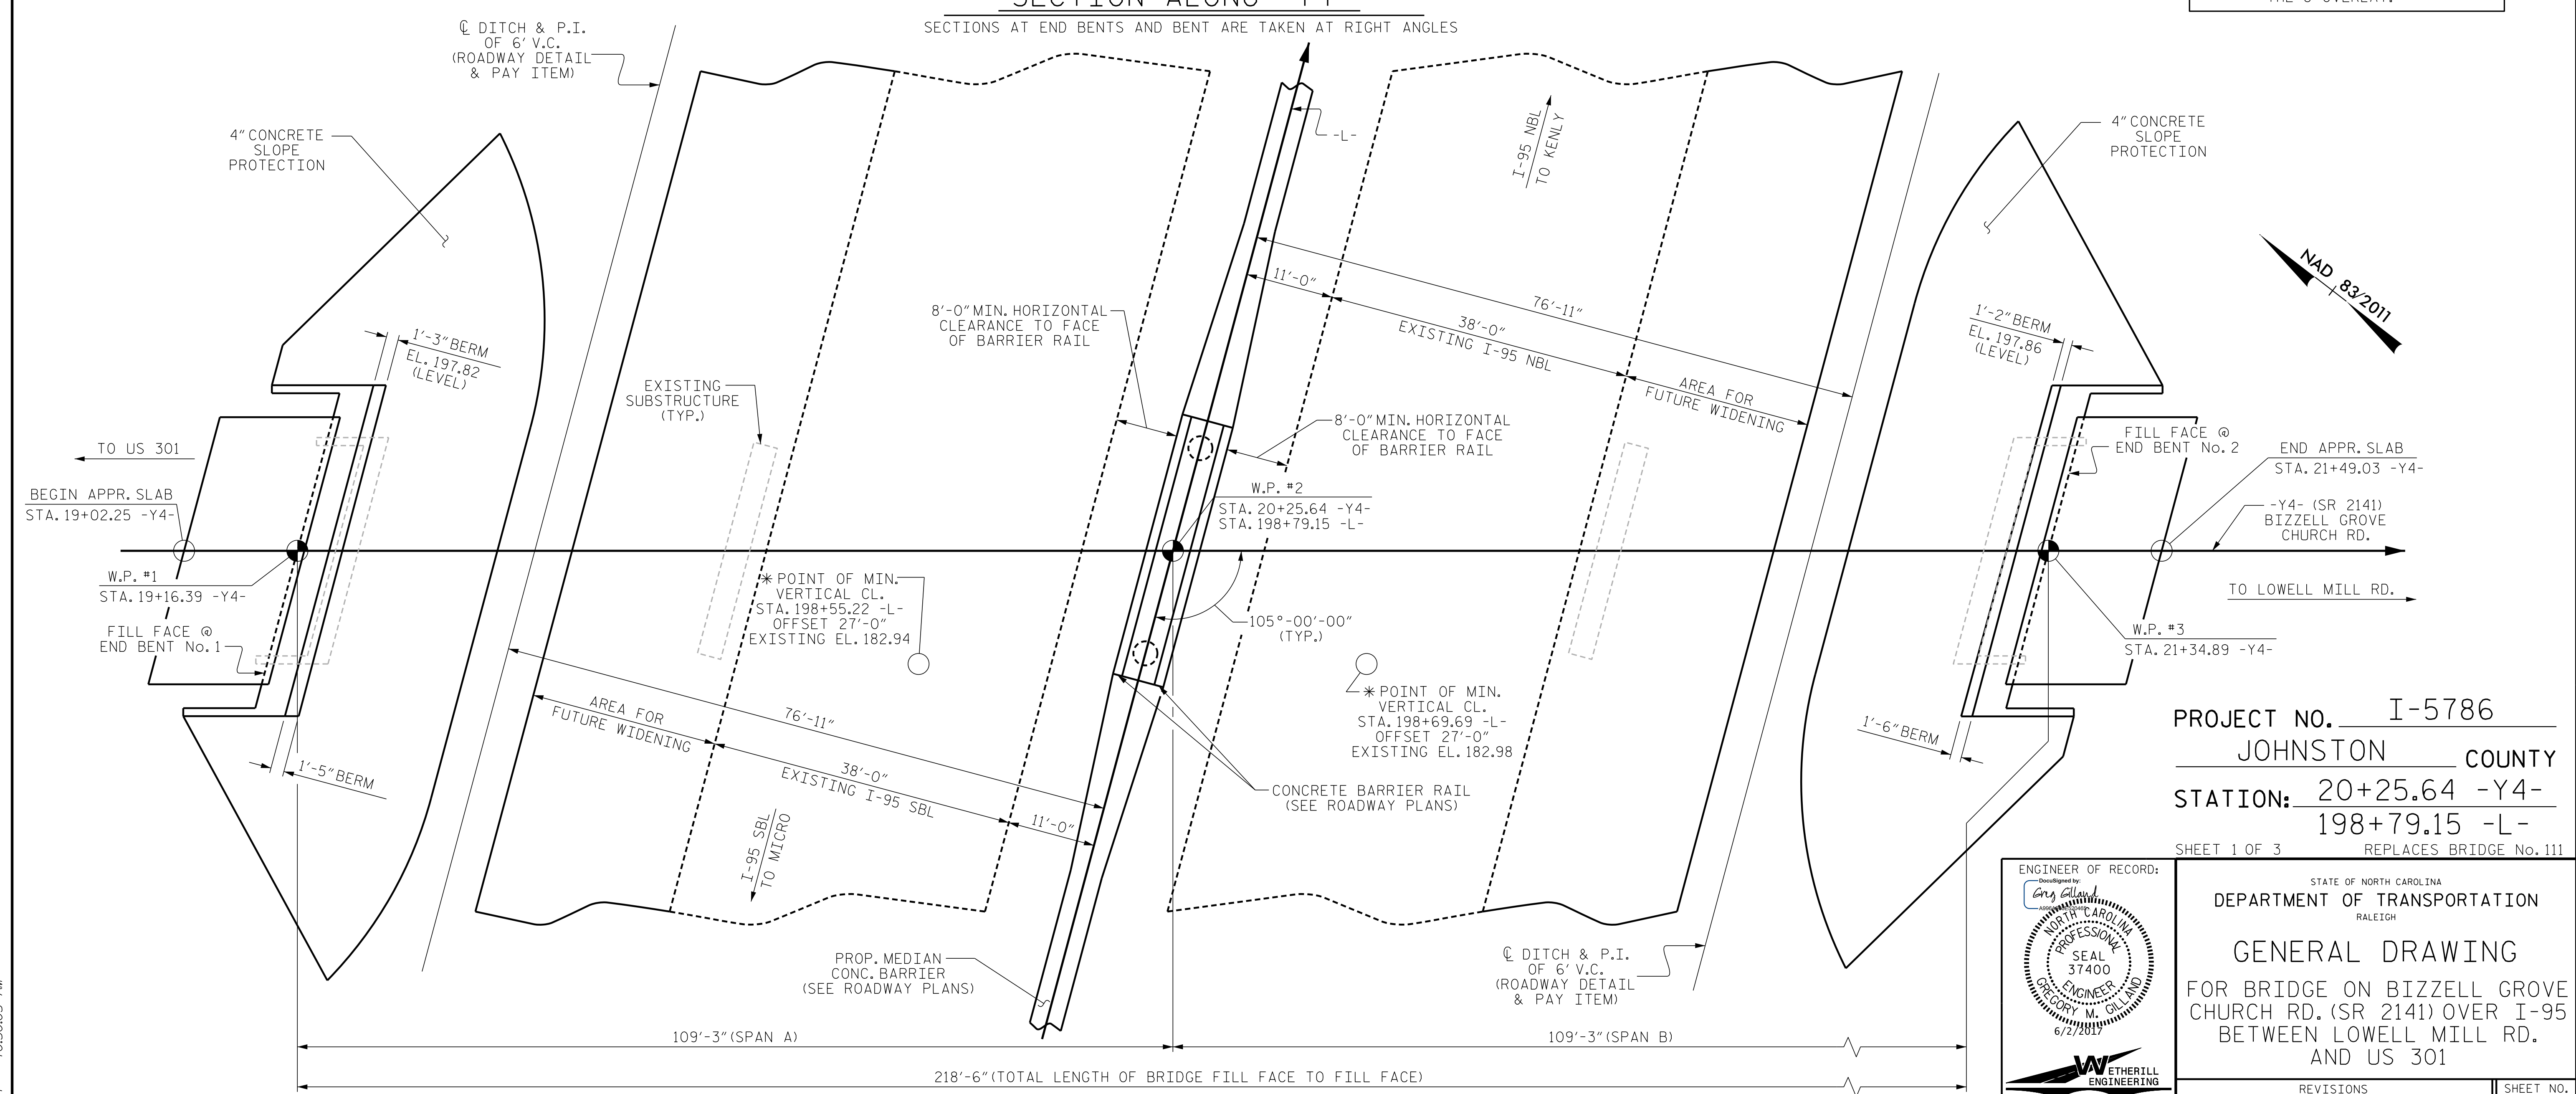 SECTION ALONG -Y-
SECTIONS AT END BENTS AND BENT ARE TAKEN AT RIGHT ANGLES
℄ DITCH & P.I.
OF 6' V.C.
(ROADWAY DETAIL
& PAY ITEM)
4" CONCRETE
SLOPE
PROTECTION
1'-3" BERM
EL. 197.82
(LEVEL)
EXISTING
SUBSTRUCTURE
(TYP.)
8'-0" MIN. HORIZONTAL
CLEARANCE TO FACE
OF BARRIER RAIL
-L-
I-95 NBL
TO KENLY
11'-0"
76'-11"
38'-0"
EXISTING I-95 NBL
AREA FOR
FUTURE WIDENING
8'-0" MIN. HORIZONTAL
CLEARANCE TO FACE
OF BARRIER RAIL
4" CONCRETE
SLOPE
PROTECTION
1'-2" BERM
EL. 197.86
(LEVEL)
NAD 83/2011
TO US 301
BEGIN APPR. SLAB
STA. 19+02.25 -Y4-
W.P. #1
STA. 19+16.39 -Y4-
FILL FACE @
END BENT No. 1
W.P. #2
STA. 20+25.64 -Y4-
STA. 198+79.15 -L-
FILL FACE @
END BENT No. 2
END APPR. SLAB
STA. 21+49.03 -Y4-
-Y4- (SR 2141)
BIZZELL GROVE
CHURCH RD.
TO LOWELL MILL RD.
W.P. #3
STA. 21+34.89 -Y4-
* POINT OF MIN.
VERTICAL CL.
STA. 198+55.22 -L-
OFFSET 27'-0"
EXISTING EL. 182.94
105°-00'-00"
(TYP.)
* POINT OF MIN.
VERTICAL CL.
STA. 198+69.69 -L-
OFFSET 27'-0"
EXISTING EL. 182.98
1'-5" BERM
AREA FOR
FUTURE WIDENING
76'-11"
38'-0"
EXISTING I-95 SBL
11'-0"
I-95 SBL
TO MICRO
CONCRETE BARRIER RAIL
(SEE ROADWAY PLANS)
1'-6" BERM
PROP. MEDIAN
CONC. BARRIER
(SEE ROADWAY PLANS)
℄ DITCH & P.I.
OF 6' V.C.
(ROADWAY DETAIL
& PAY ITEM)
109'-3" (SPAN A)
109'-3" (SPAN B)
218'-6" (TOTAL LENGTH OF BRIDGE FILL FACE TO FILL FACE)
PROJECT NO. I-5786
JOHNSTON COUNTY
STATION: 20+25.64 -Y4-
198+79.15 -L-
SHEET 1 OF 3 REPLACES BRIDGE No. 111
ENGINEER OF RECORD:
DocuSigned by:
Greg Gilland
NORTH CAROLINA
PROFESSIONAL
SEAL
37400
ENGINEER
GREGORY M. GILLAND
6/2/2017
WETHERILL
ENGINEERING
STATE OF NORTH CAROLINA
DEPARTMENT OF TRANSPORTATION
RALEIGH
GENERAL DRAWING
FOR BRIDGE ON BIZZELL GROVE
CHURCH RD. (SR 2141) OVER I-95
BETWEEN LOWELL MILL RD.
AND US 301
REVISIONS
SHEET NO.